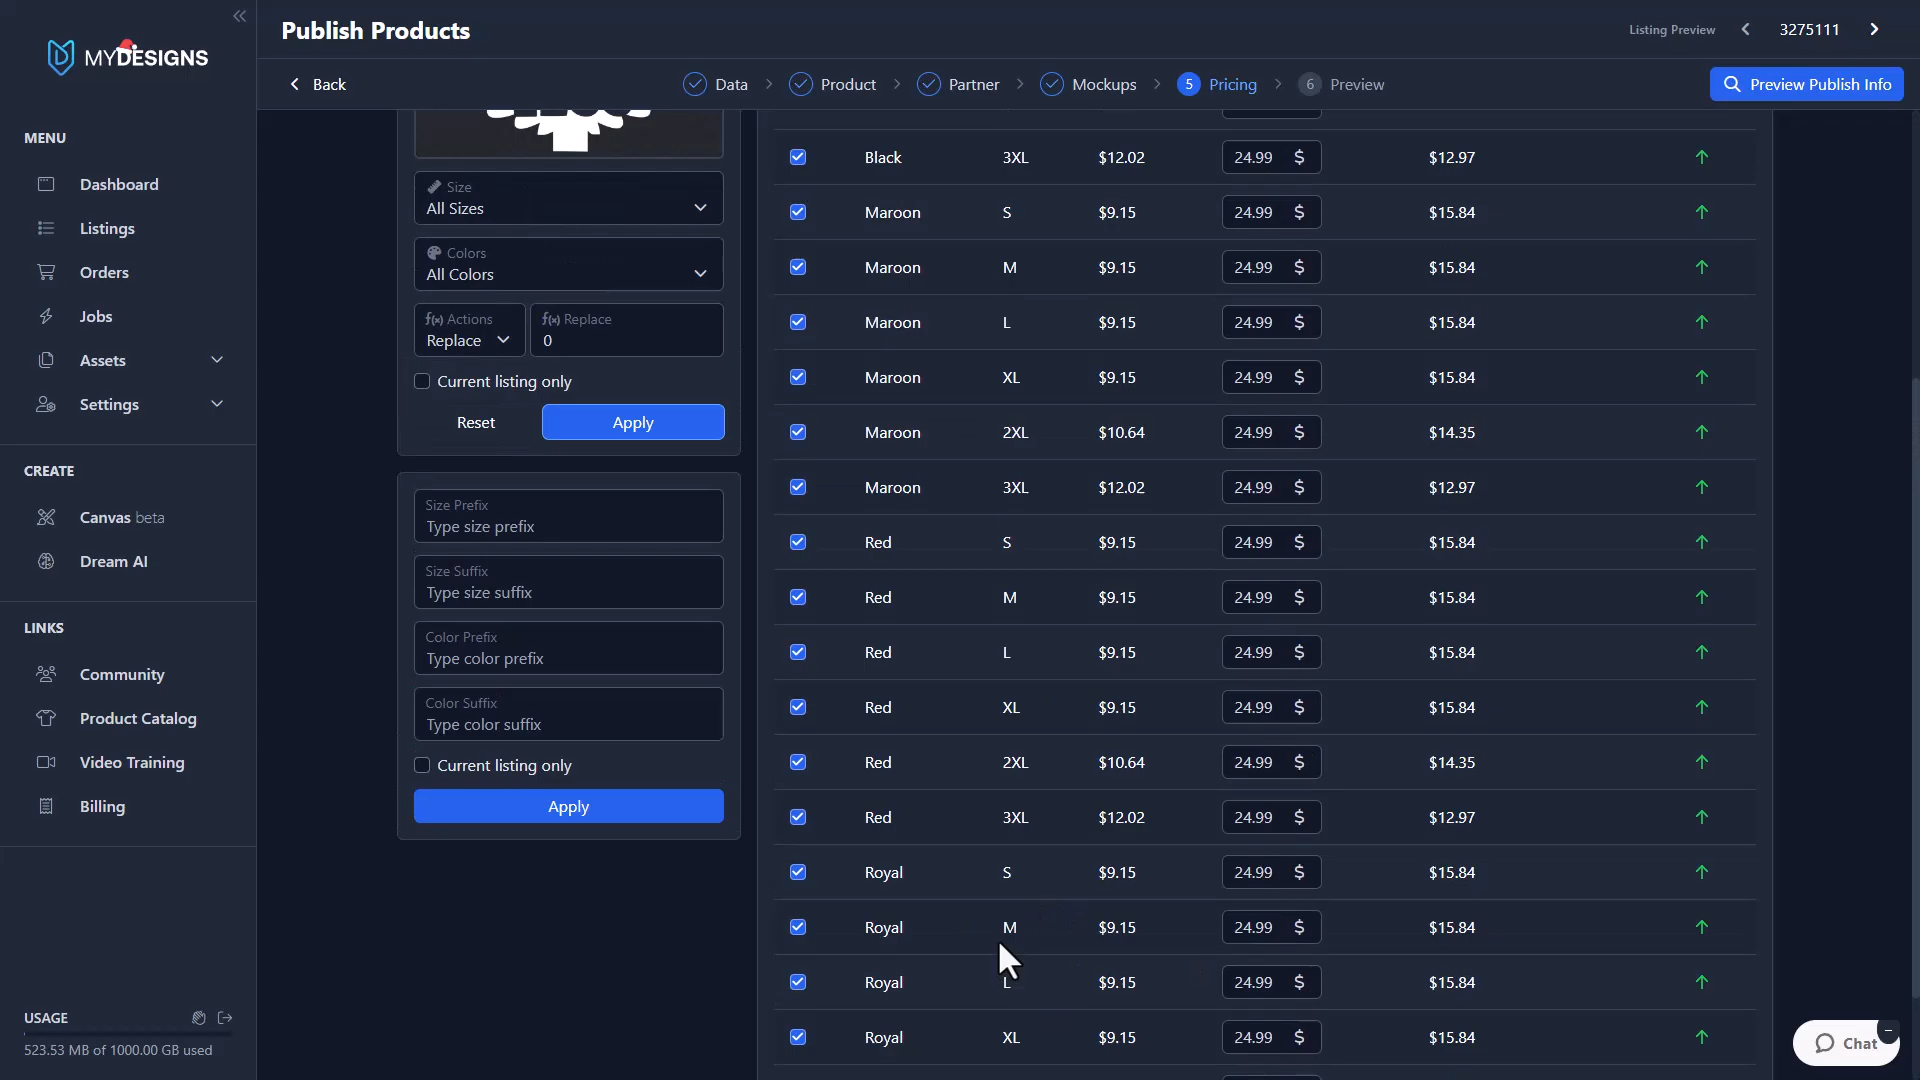 MYDESIGNS
Publish Products
Listing Preview
3275111
Back
Data
Product
Partner
Mockups
5 Pricing
6 Preview
Preview Publish Info
MENU
Dashboard
Listings
Orders
Jobs
Assets
Settings
CREATE
Canvas beta
Dream AI
LINKS
Community
Product Catalog
Video Training
Billing
USAGE
523.53 MB of 1000.00 GB used
Size
All Sizes
Colors
All Colors
f(x) Actions
Replace
f(x) Replace
0
Current listing only
Reset
Apply
Size Prefix
Type size prefix
Size Suffix
Type size suffix
Color Prefix
Type color prefix
Color Suffix
Type color suffix
Current listing only
Apply
Black 3XL $12.02 24.99 $ $12.97
Maroon S $9.15 24.99 $ $15.84
Maroon M $9.15 24.99 $ $15.84
Maroon L $9.15 24.99 $ $15.84
Maroon XL $9.15 24.99 $ $15.84
Maroon 2XL $10.64 24.99 $ $14.35
Maroon 3XL $12.02 24.99 $ $12.97
Red S $9.15 24.99 $ $15.84
Red M $9.15 24.99 $ $15.84
Red L $9.15 24.99 $ $15.84
Red XL $9.15 24.99 $ $15.84
Red 2XL $10.64 24.99 $ $14.35
Red 3XL $12.02 24.99 $ $12.97
Royal S $9.15 24.99 $ $15.84
Royal M $9.15 24.99 $ $15.84
Royal L $9.15 24.99 $ $15.84
Royal XL $9.15 24.99 $ $15.84
Chat